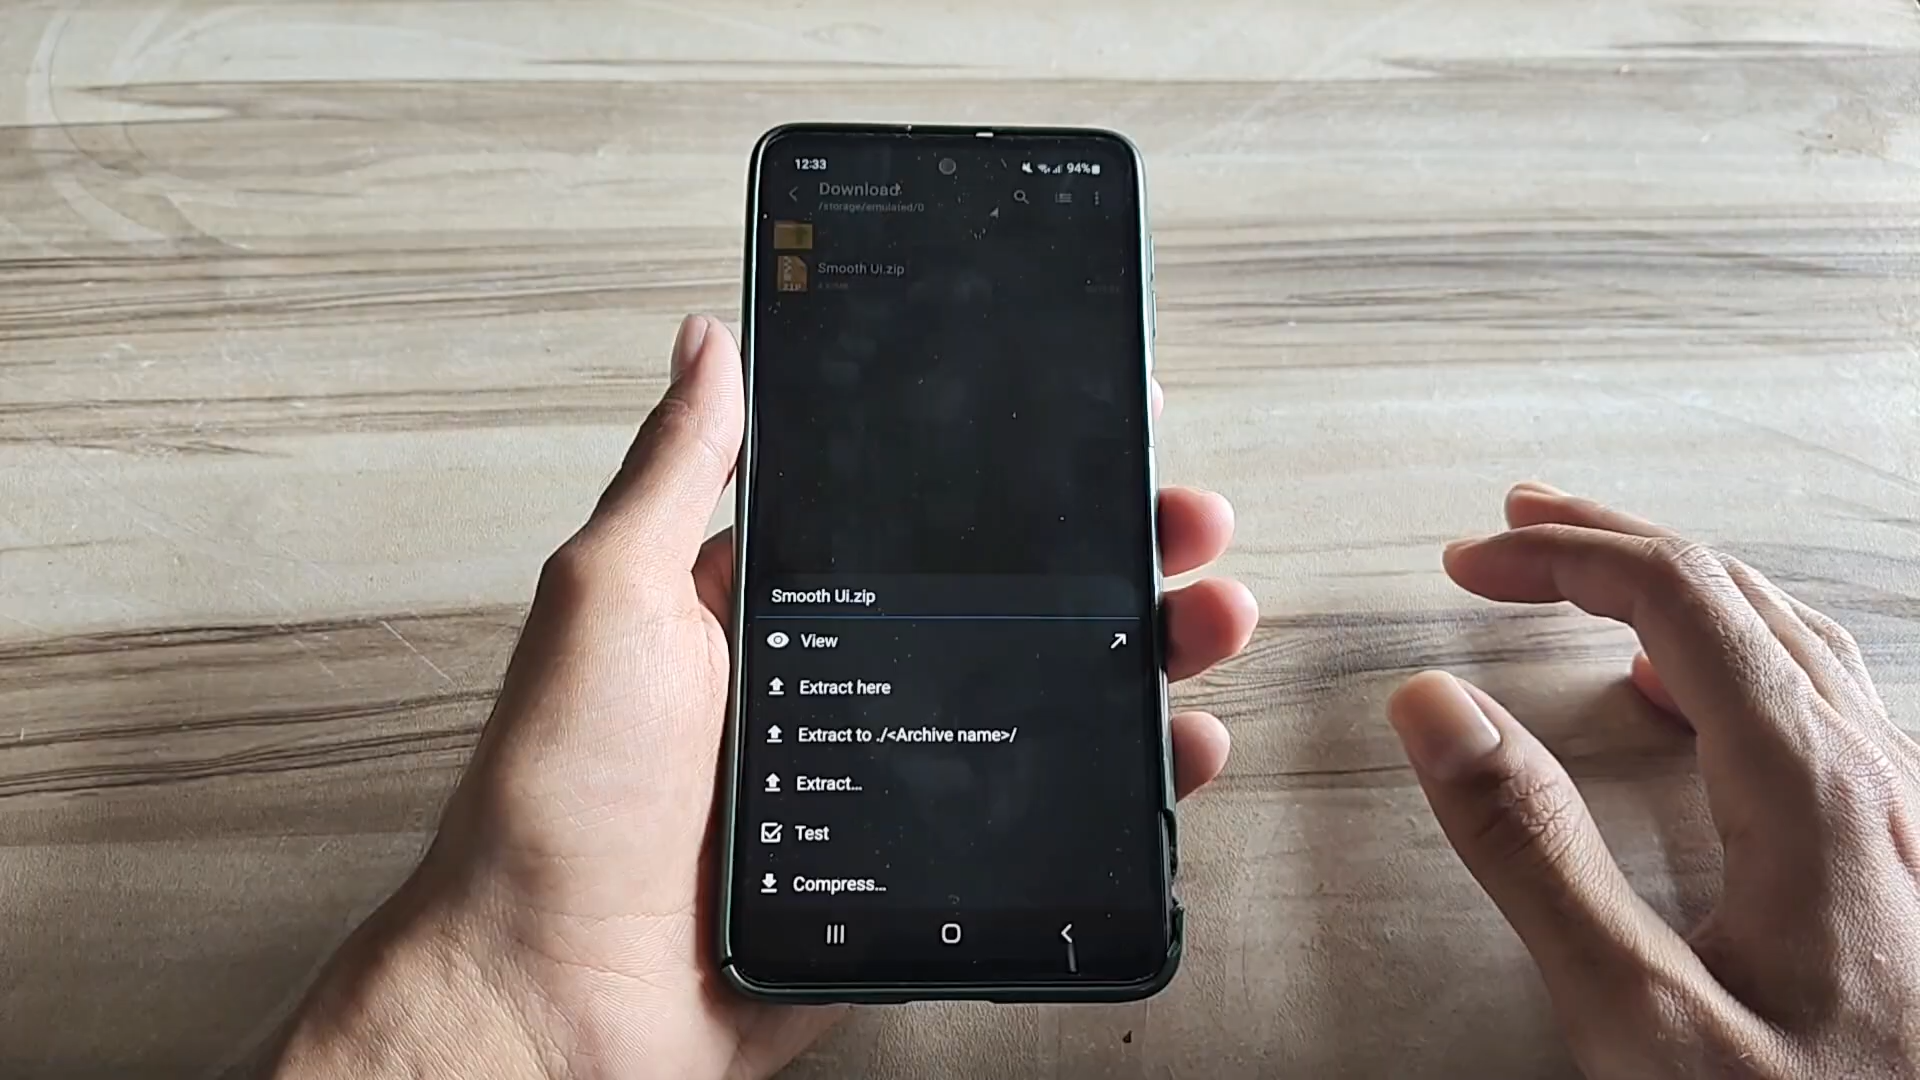 12:33
94%
Download
/storage/emulated/0
Smooth Ui.zip
ZIP
Smooth Ui.zip
View
Extract here
Extract to ./<Archive name>/
Extract...
Test
Compress...